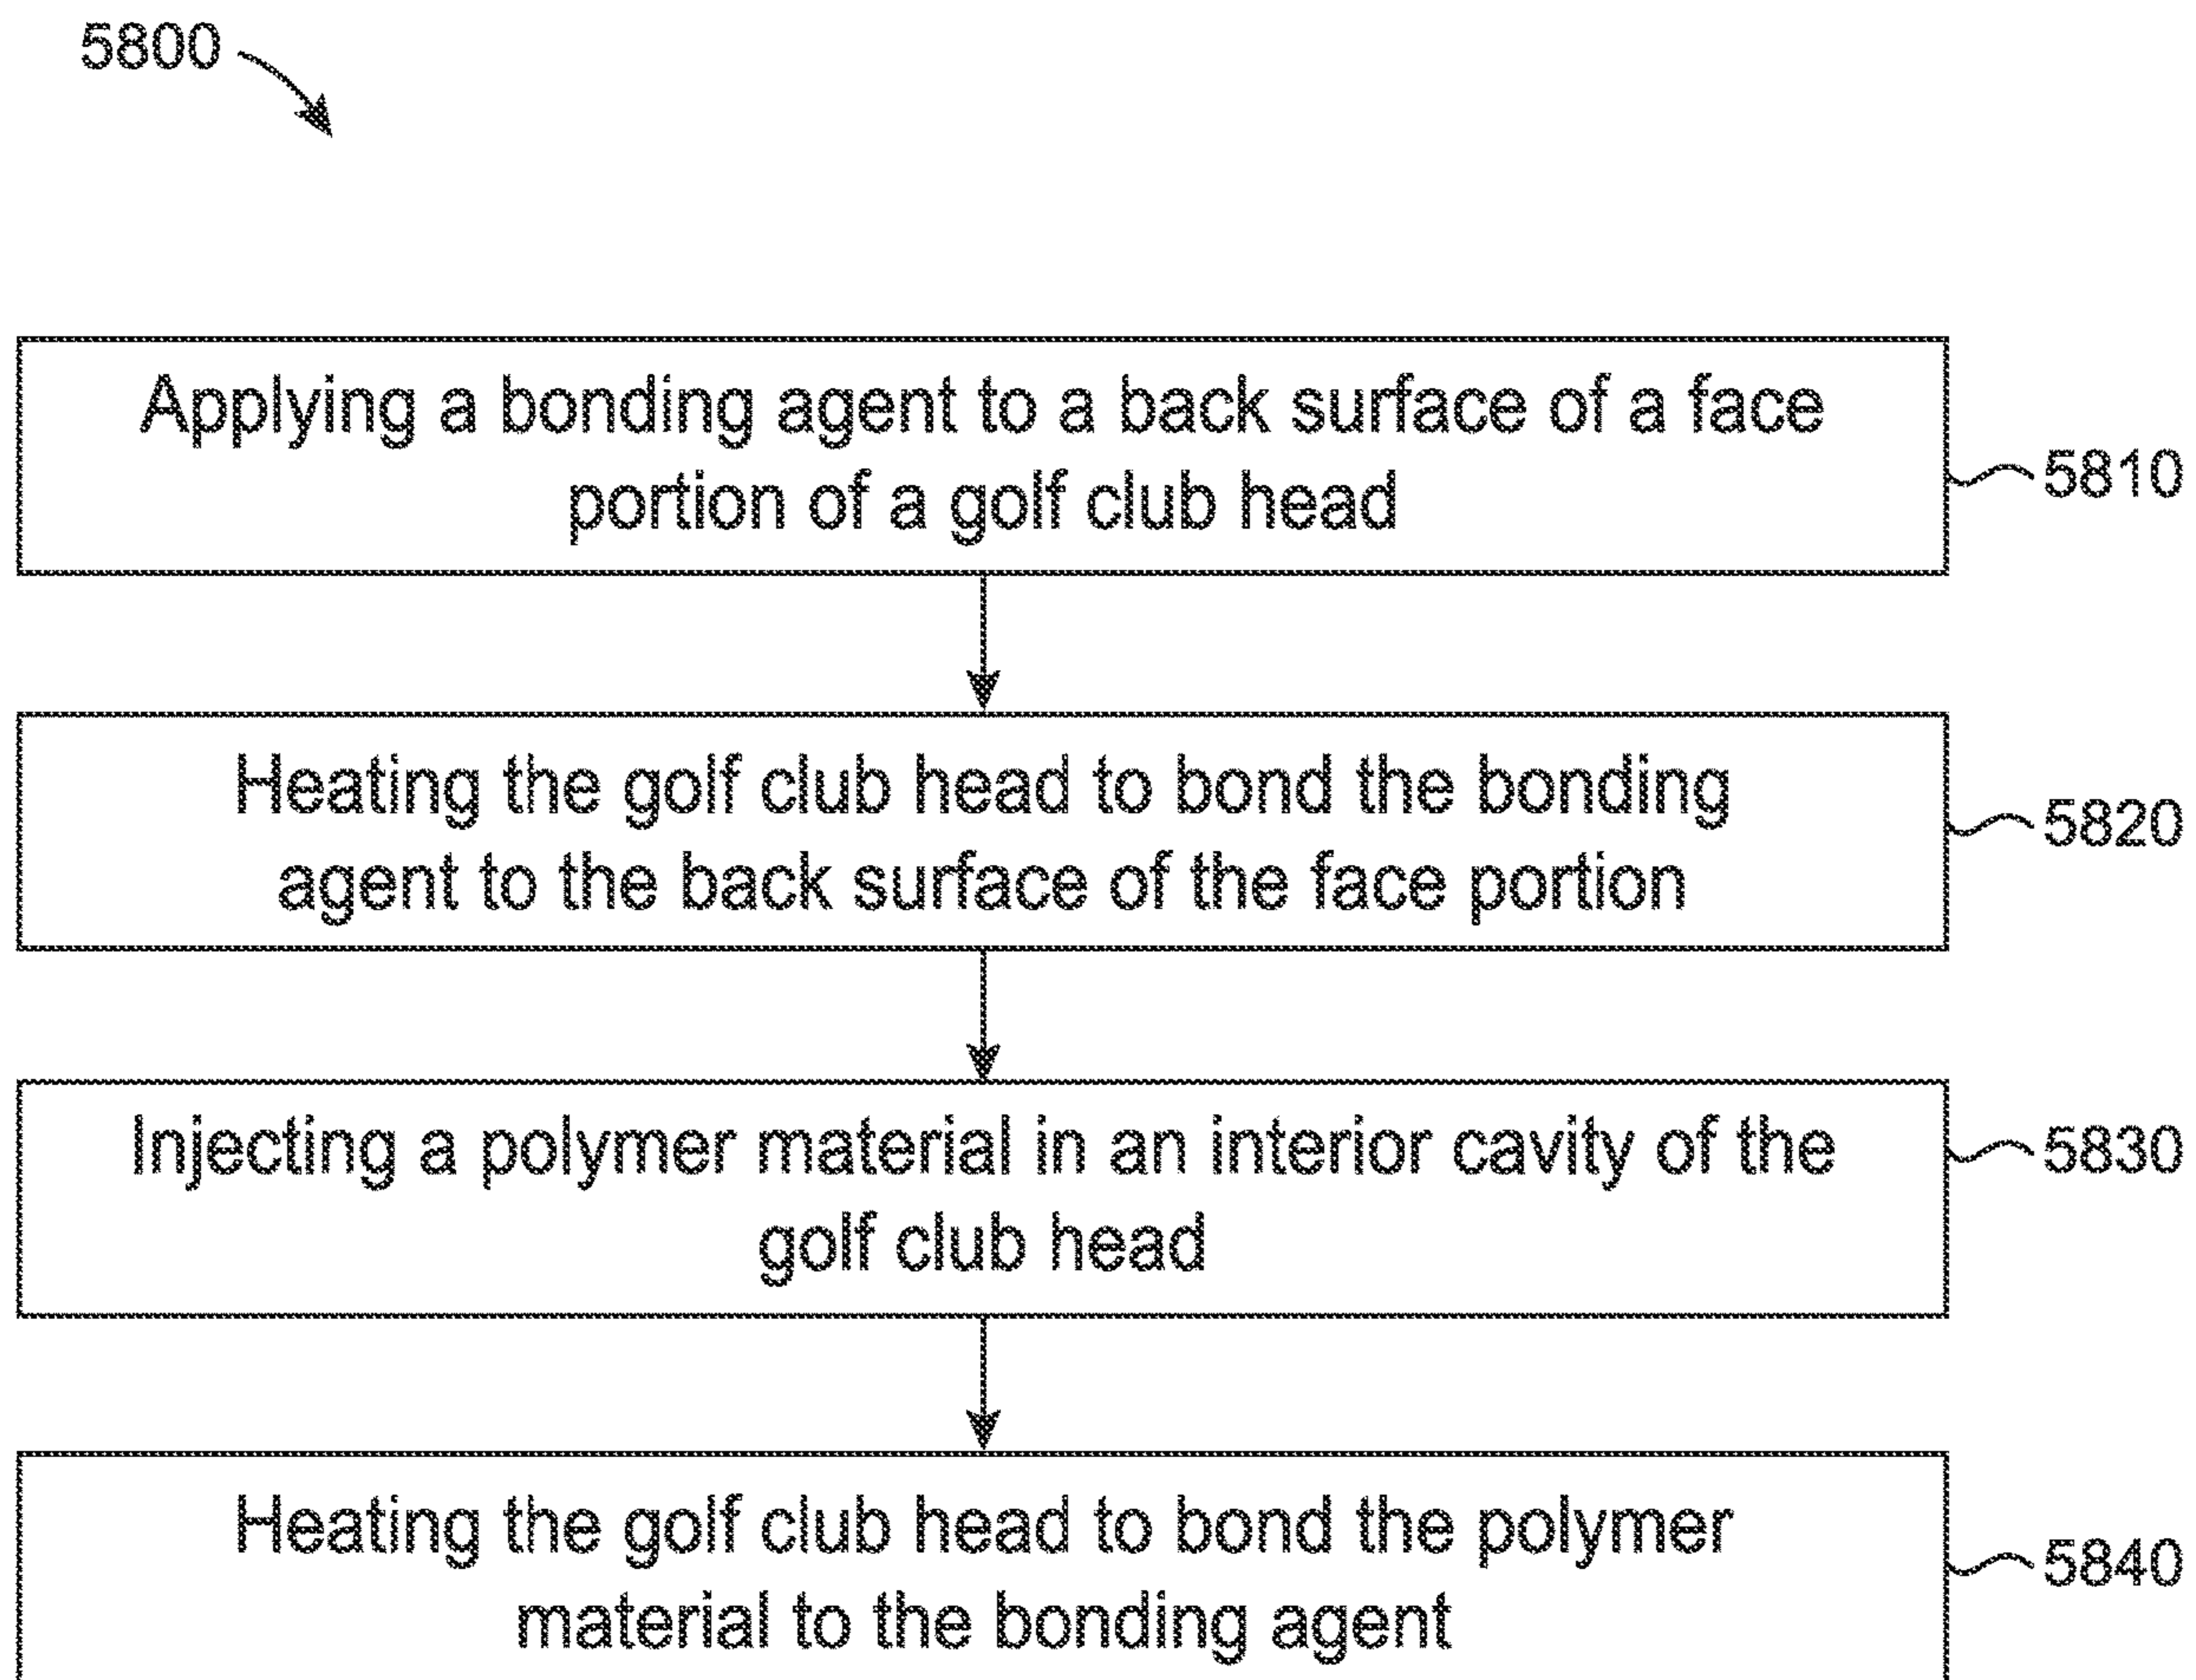 5800
Applying a bonding agent to a back surface of a face
portion of a golf club head
5810
Heating the golf club head to bond the bonding
agent to the back surface of the face portion
5820
Injecting a polymer material in an interior cavity of the
golf club head
5830
Heating the golf club head to bond the polymer
material to the bonding agent
5840